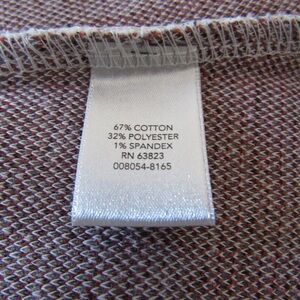 67% COTTON
32% POLYESTER
1% SPANDEX
RN 63823
008054-8165